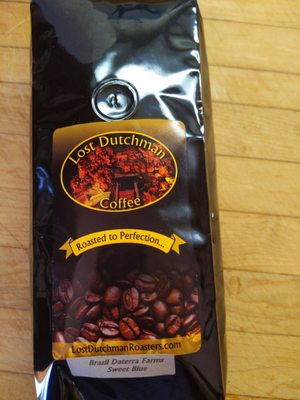 Lost Dutchman
Coffee
Roasted to Perfection...
LostDutchmanRoasters.com
Brazil Daterra Farms
Sweet Blue